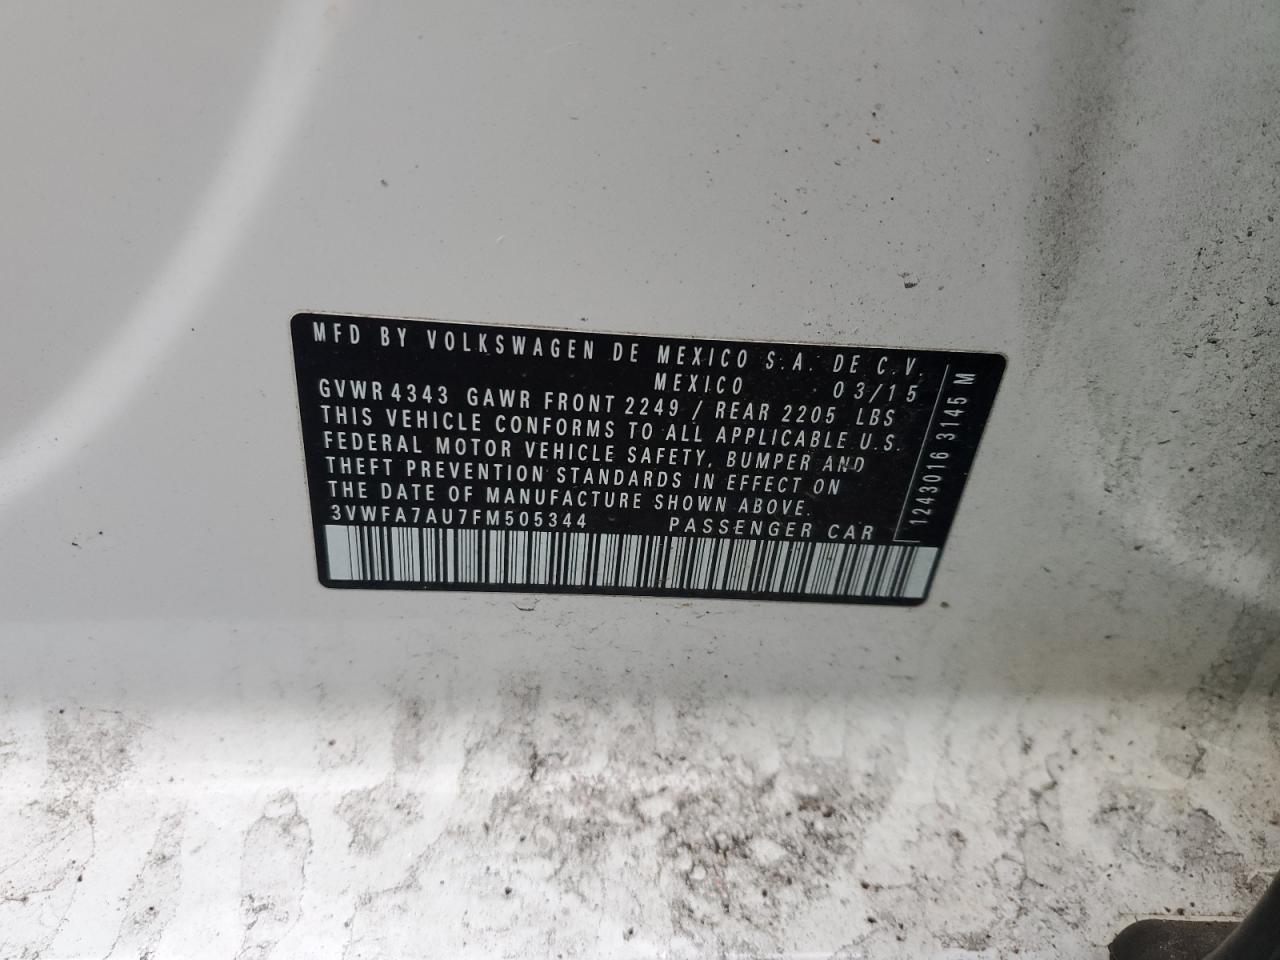 MFD BY VOLKSWAGEN DE MEXICO S.A. DE C.V.
MEXICO 03/15
GVWR 4343 GAWR FRONT 2249 / REAR 2205 LBS
THIS VEHICLE CONFORMS TO ALL APPLICABLE U.S.
FEDERAL MOTOR VEHICLE SAFETY, BUMPER AND
THEFT PREVENTION STANDARDS IN EFFECT ON
THE DATE OF MANUFACTURE SHOWN ABOVE.
3VWFA7AU7FM505344 PASSENGER CAR
1243016 3145 M